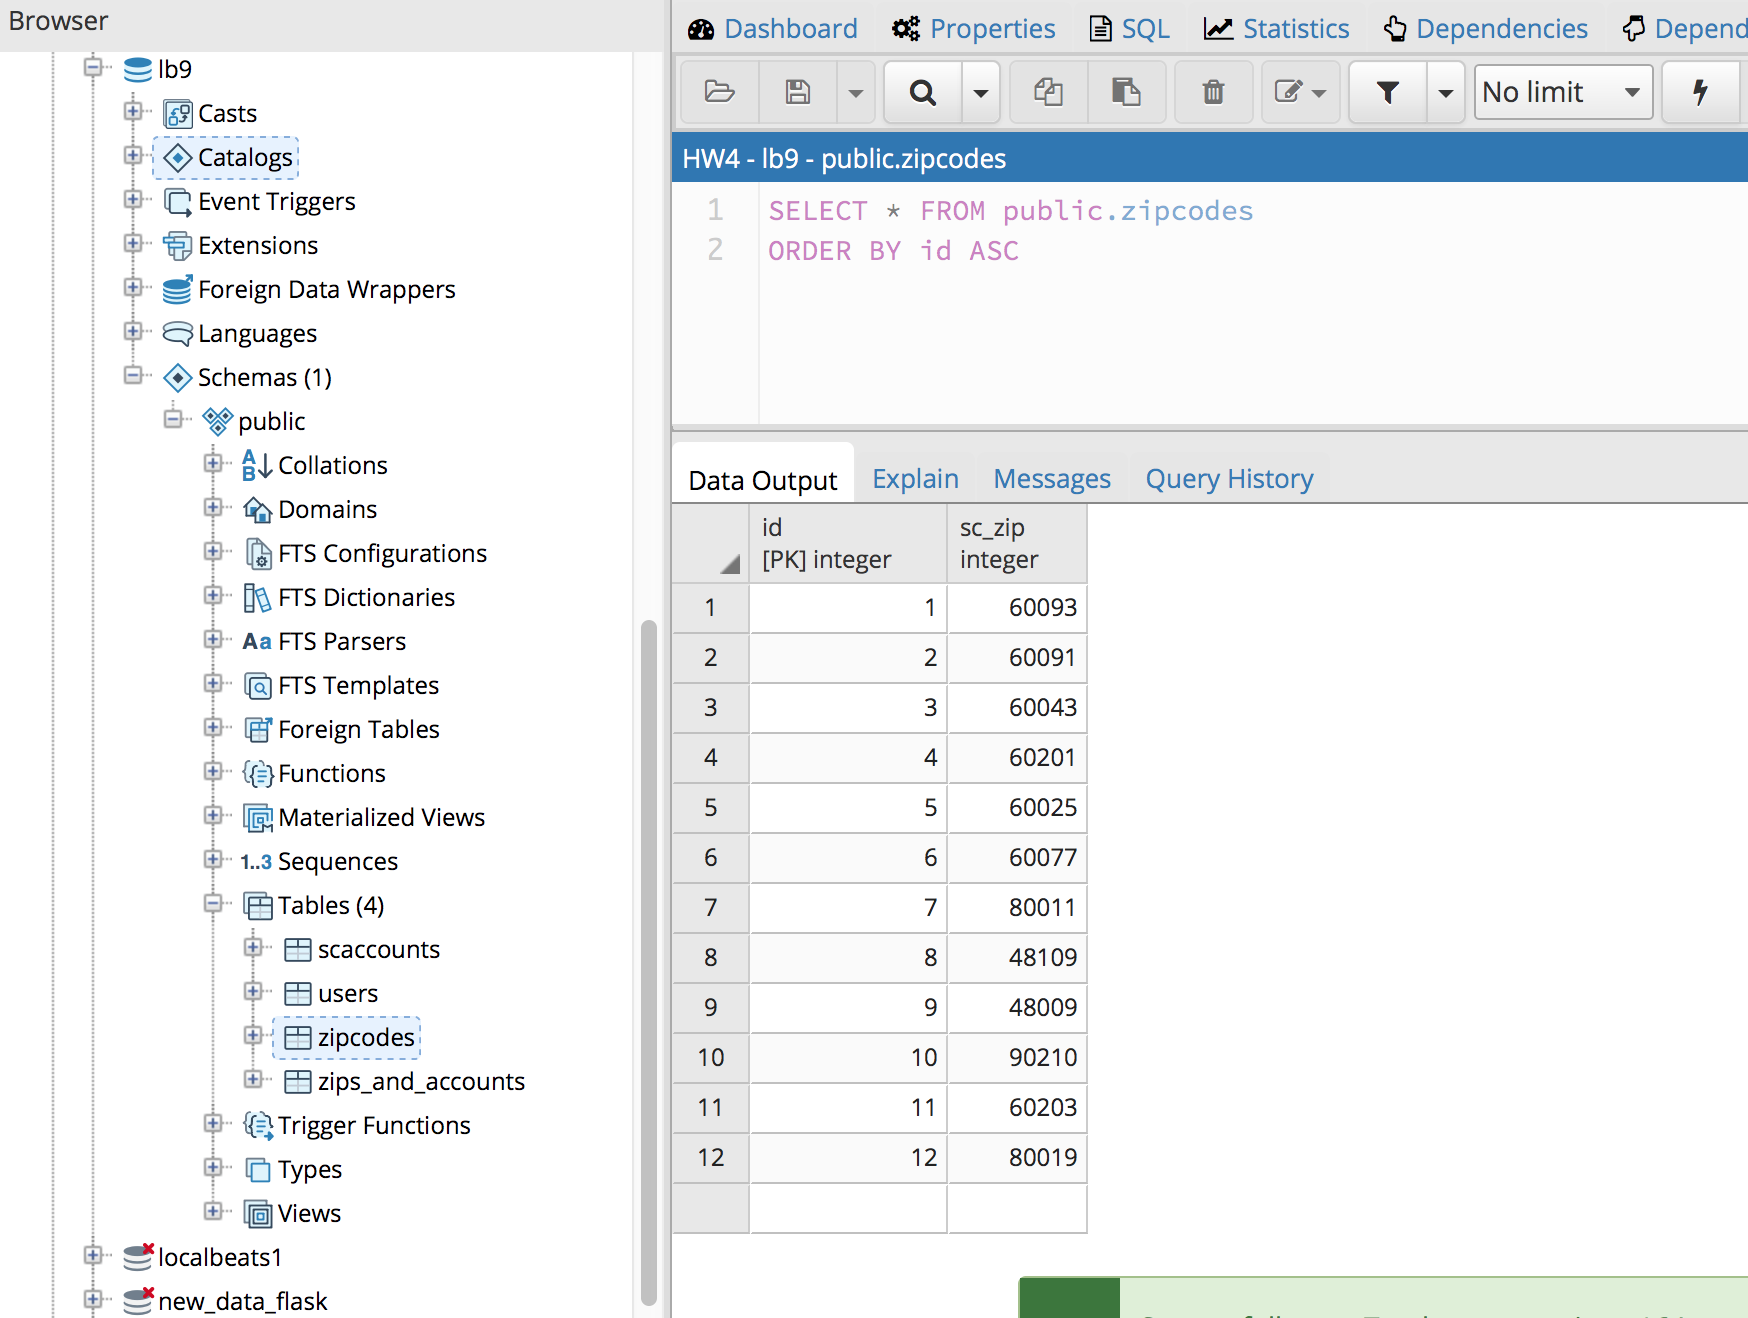 Browser
lb9
Casts
Catalogs
Event Triggers
Extensions
Foreign Data Wrappers
Languages
Schemas (1)
public
Collations
Domains
FTS Configurations
FTS Dictionaries
Aa FTS Parsers
FTS Templates
Foreign Tables
Functions
Materialized Views
1..3 Sequences
Tables (4)
scaccounts
users
zipcodes
zips_and_accounts
Trigger Functions
Types
Views
localbeats1
new_data_flask
Dashboard Properties SQL Statistics Dependencies Depend
No limit
HW4 - lb9 - public.zipcodes
1 SELECT * FROM public.zipcodes
2 ORDER BY id ASC
Data Output Explain Messages Query History
id sc_zip
[PK] integer integer
1 1 60093
2 2 60091
3 3 60043
4 4 60201
5 5 60025
6 6 60077
7 7 80011
8 8 48109
9 9 48009
10 10 90210
11 11 60203
12 12 80019